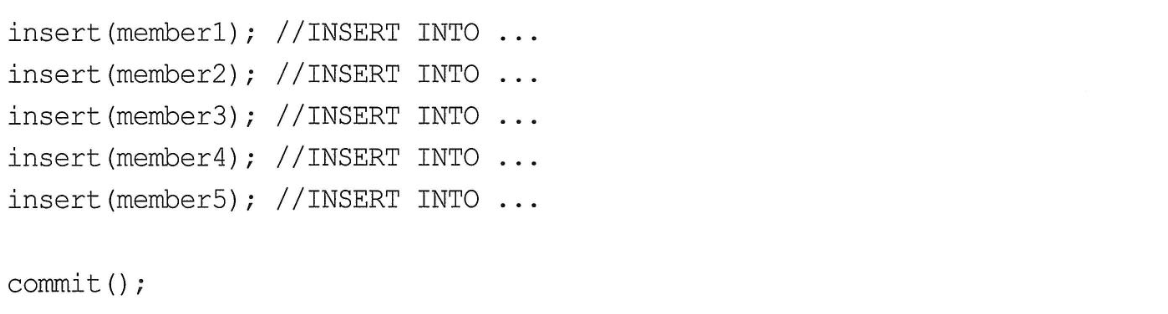 insert(member1); //INSERT INTO ...
insert(member2); //INSERT INTO ...
insert(member3); //INSERT INTO ...
insert(member4); //INSERT INTO ...
insert(member5); //INSERT INTO ...
commit();